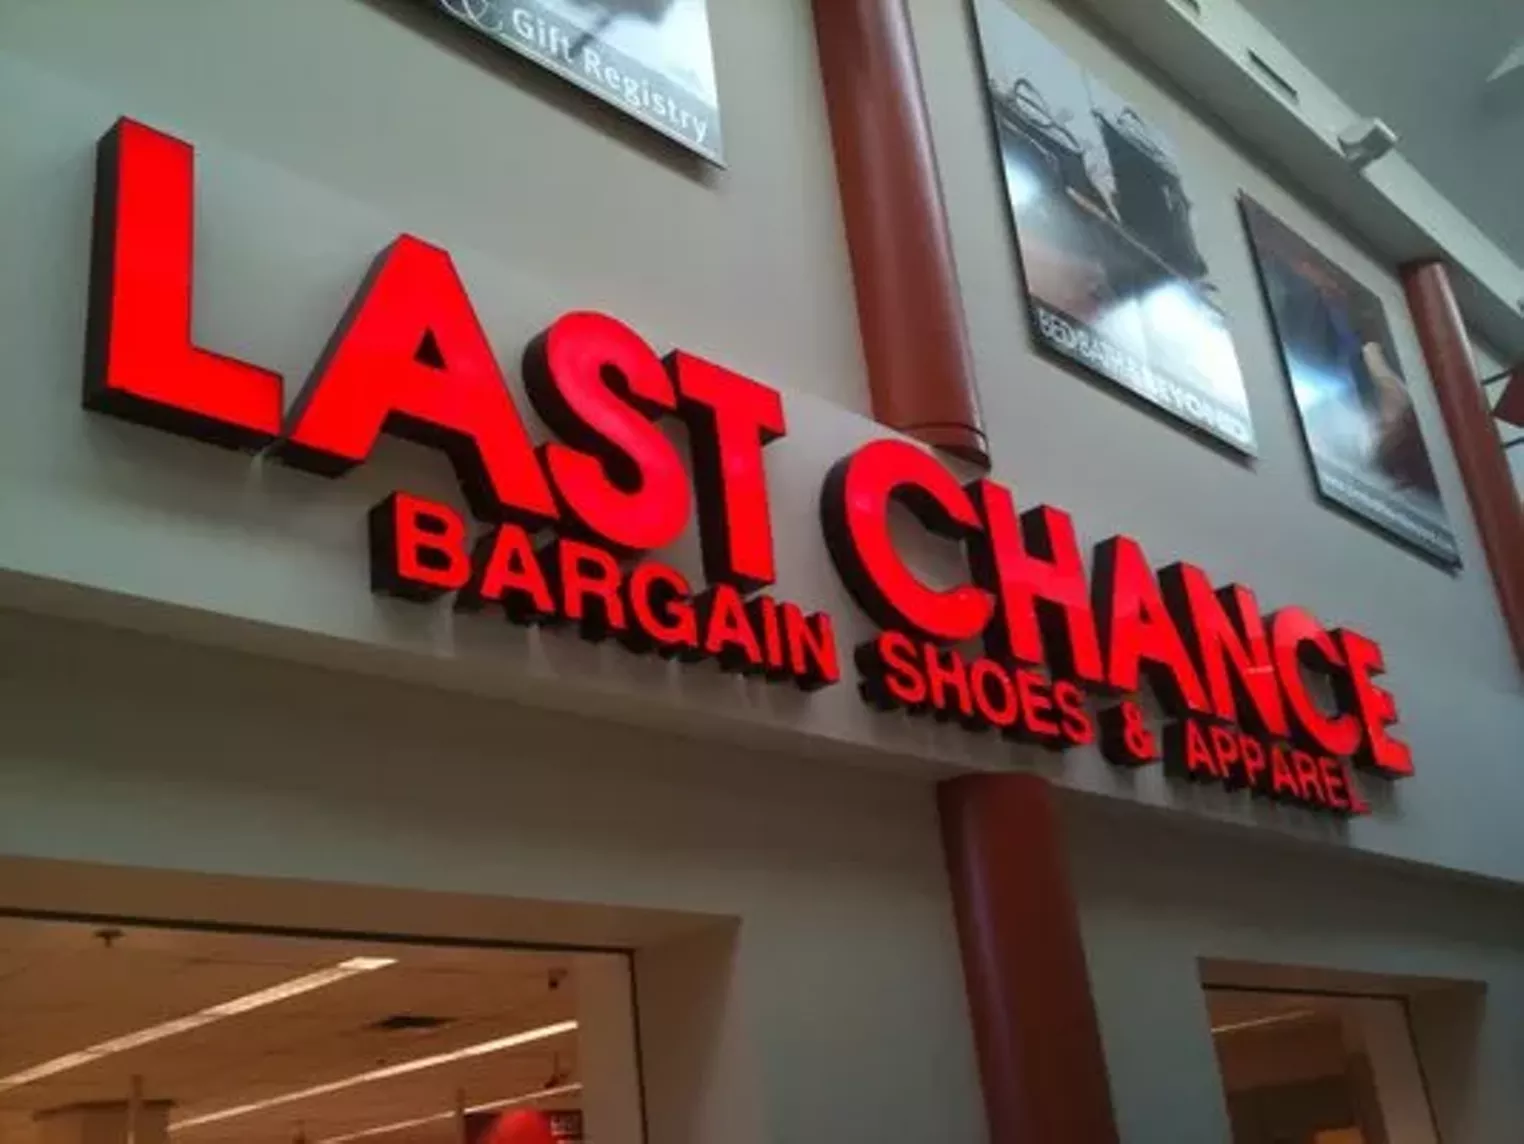 & Gift Registry
BED BATH & BEYOND
LAST CHANCE
BARGAIN SHOES & APPAREL